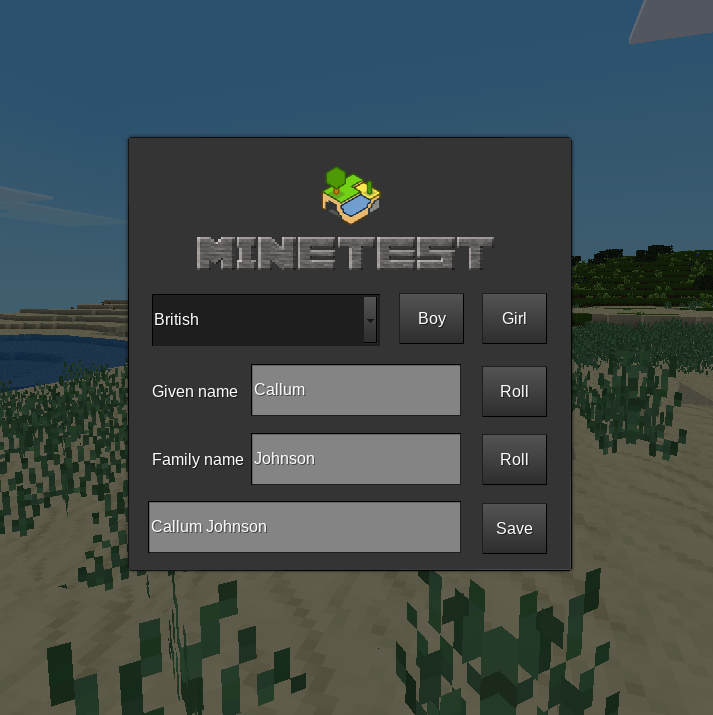 MINETEST
British
Boy
Girl
Given name
Callum
Roll
Family name
Johnson
Roll
Callum Johnson
Save